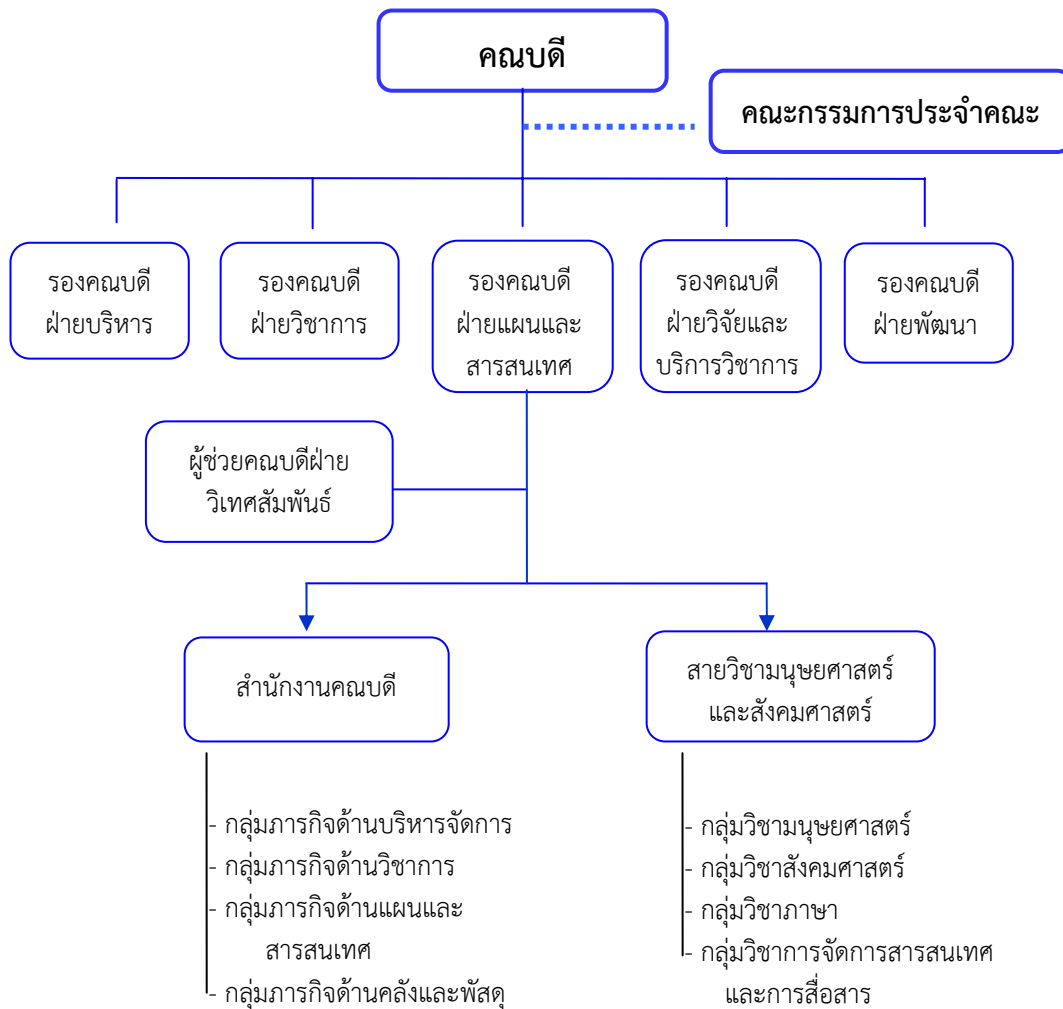 คณบดี
คณะกรรมการประจำคณะ
รองคณบดี
ฝ่ายบริหาร
รองคณบดี
ฝ่ายวิชาการ
รองคณบดี
ฝ่ายแผนและ
สารสนเทศ
รองคณบดี
ฝ่ายวิจัยและ
บริการวิชาการ
รองคณบดี
ฝ่ายพัฒนา
ผู้ช่วยคณบดีฝ่าย
วิเทศสัมพันธ์
สำนักงานคณบดี
- กลุ่มภารกิจด้านบริหารจัดการ
- กลุ่มภารกิจด้านวิชาการ
- กลุ่มภารกิจด้านแผนและ
สารสนเทศ
- กลุ่มภารกิจด้านคลังและพัสดุ
สายวิชามนุษยศาสตร์
และสังคมศาสตร์
- กลุ่มวิชามนุษยศาสตร์
- กลุ่มวิชาสังคมศาสตร์
- กลุ่มวิชาภาษา
- กลุ่มวิชาการจัดการสารสนเทศ
และการสื่อสาร